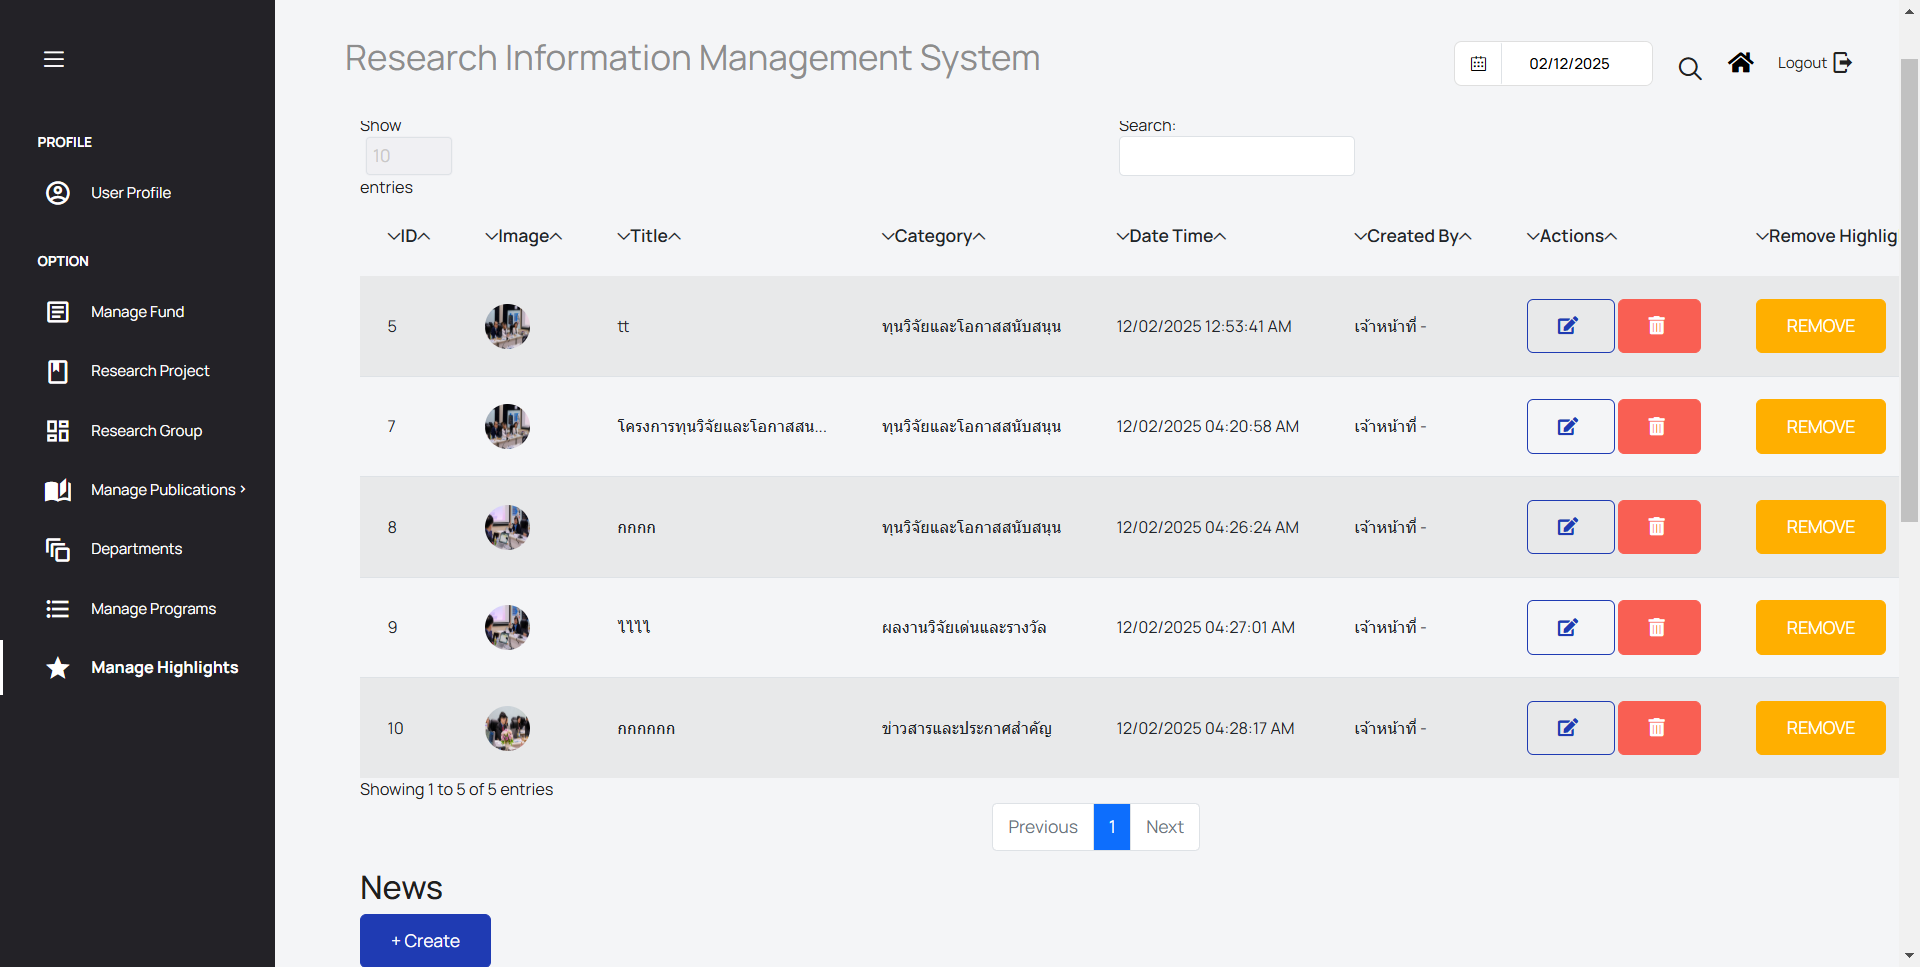 Research Information Management System
02/12/2025
Logout
PROFILE
User Profile
OPTION
Manage Fund
Research Project
Research Group
Manage Publications
Departments
Manage Programs
Manage Highlights
Show
10
entries
Search:
ID Image Title Category Date Time Created By Actions Remove Highlig
5 tt ทุนวิจัยและโอกาสสนับสนุน 12/02/2025 12:53:41 AM เจ้าหน้าที่ - REMOVE
7 โครงการทุนวิจัยและโอกาสสน... ทุนวิจัยและโอกาสสนับสนุน 12/02/2025 04:20:58 AM เจ้าหน้าที่ - REMOVE
8 กกกก ทุนวิจัยและโอกาสสนับสนุน 12/02/2025 04:26:24 AM เจ้าหน้าที่ - REMOVE
9 ไไไไ ผลงานวิจัยเด่นและรางวัล 12/02/2025 04:27:01 AM เจ้าหน้าที่ - REMOVE
10 กกกกกก ข่าวสารและประกาศสำคัญ 12/02/2025 04:28:17 AM เจ้าหน้าที่ - REMOVE
Showing 1 to 5 of 5 entries
Previous 1 Next
News
+ Create